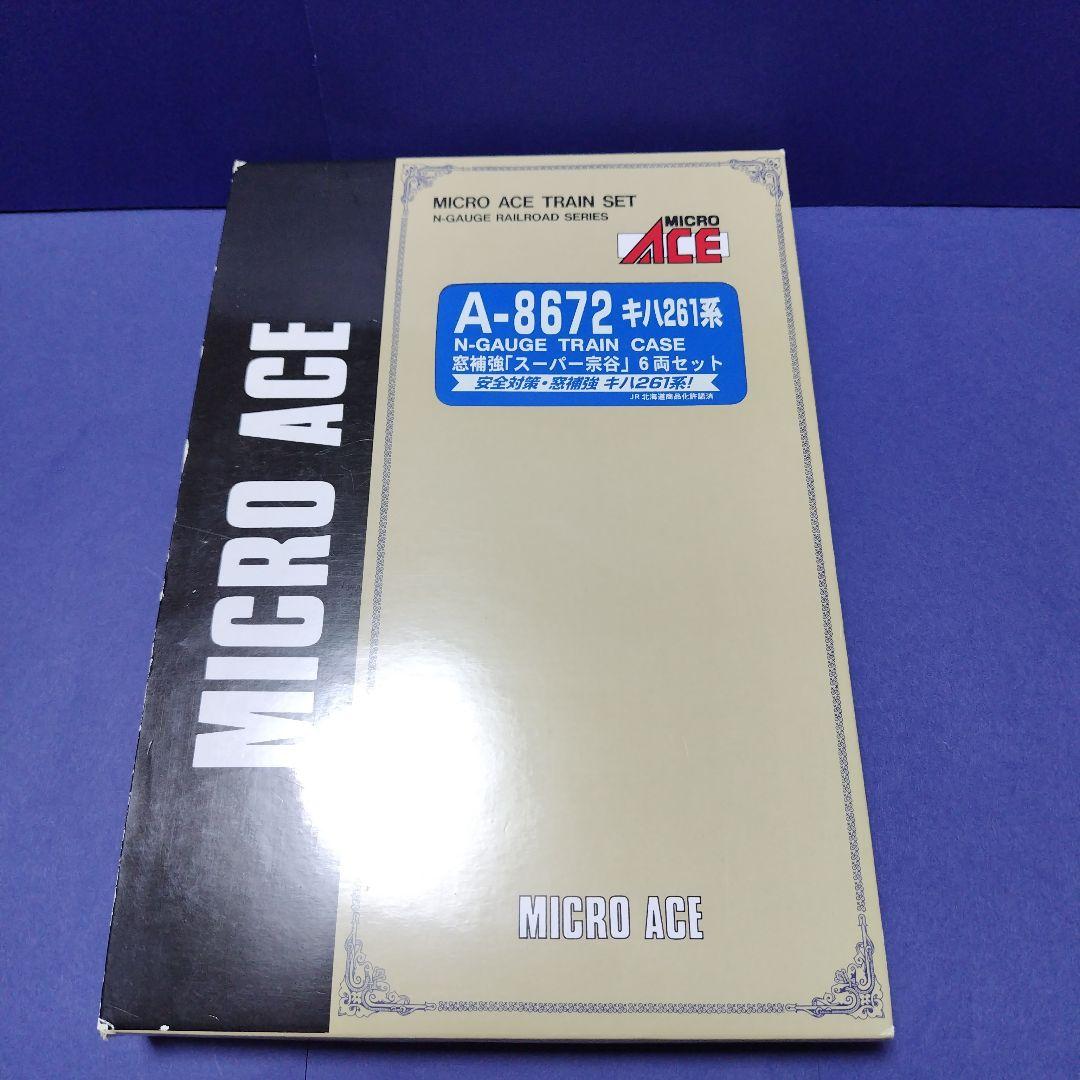 MICRO ACE TRAIN SET
N-GAUGE RAILROAD SERIES
MICRO
ACE
A-8672 キハ261系
N-GAUGE TRAIN CASE
窓補強「スーパー宗谷」6両セット
安全対策・窓補強 キハ261系!
JR北海道商品化許諾済
MICRO ACE
MICRO ACE